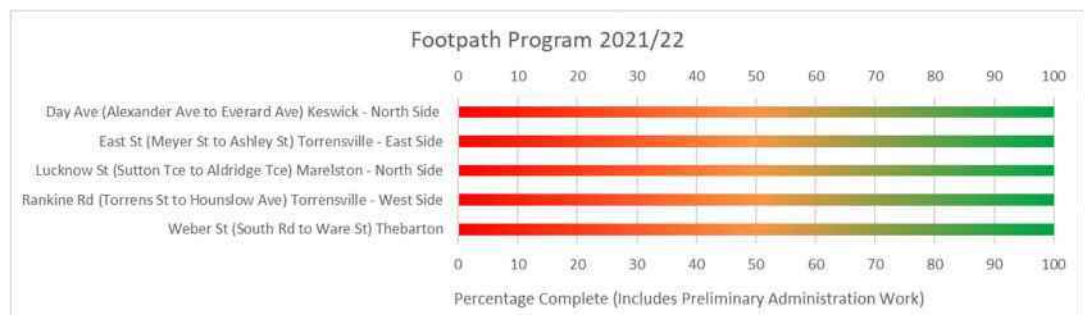 Footpath Program 2021/22
0 10 20 30 40 50 60 70 80 90 100
Day Ave (Alexander Ave to Everard Ave) Keswick - North Side
East St (Meyer St to Ashley St) Torrensville - East Side
Lucknow St (Sutton Tce to Aldridge Tce) Marelston - North Side
Rankine Rd (Torrens St to Hounslow Ave) Torrensville - West Side
Weber St (South Rd to Ware St) Thebarton
0 10 20 30 40 50 60 70 80 90 100
Percentage Complete (Includes Preliminary Administration Work)